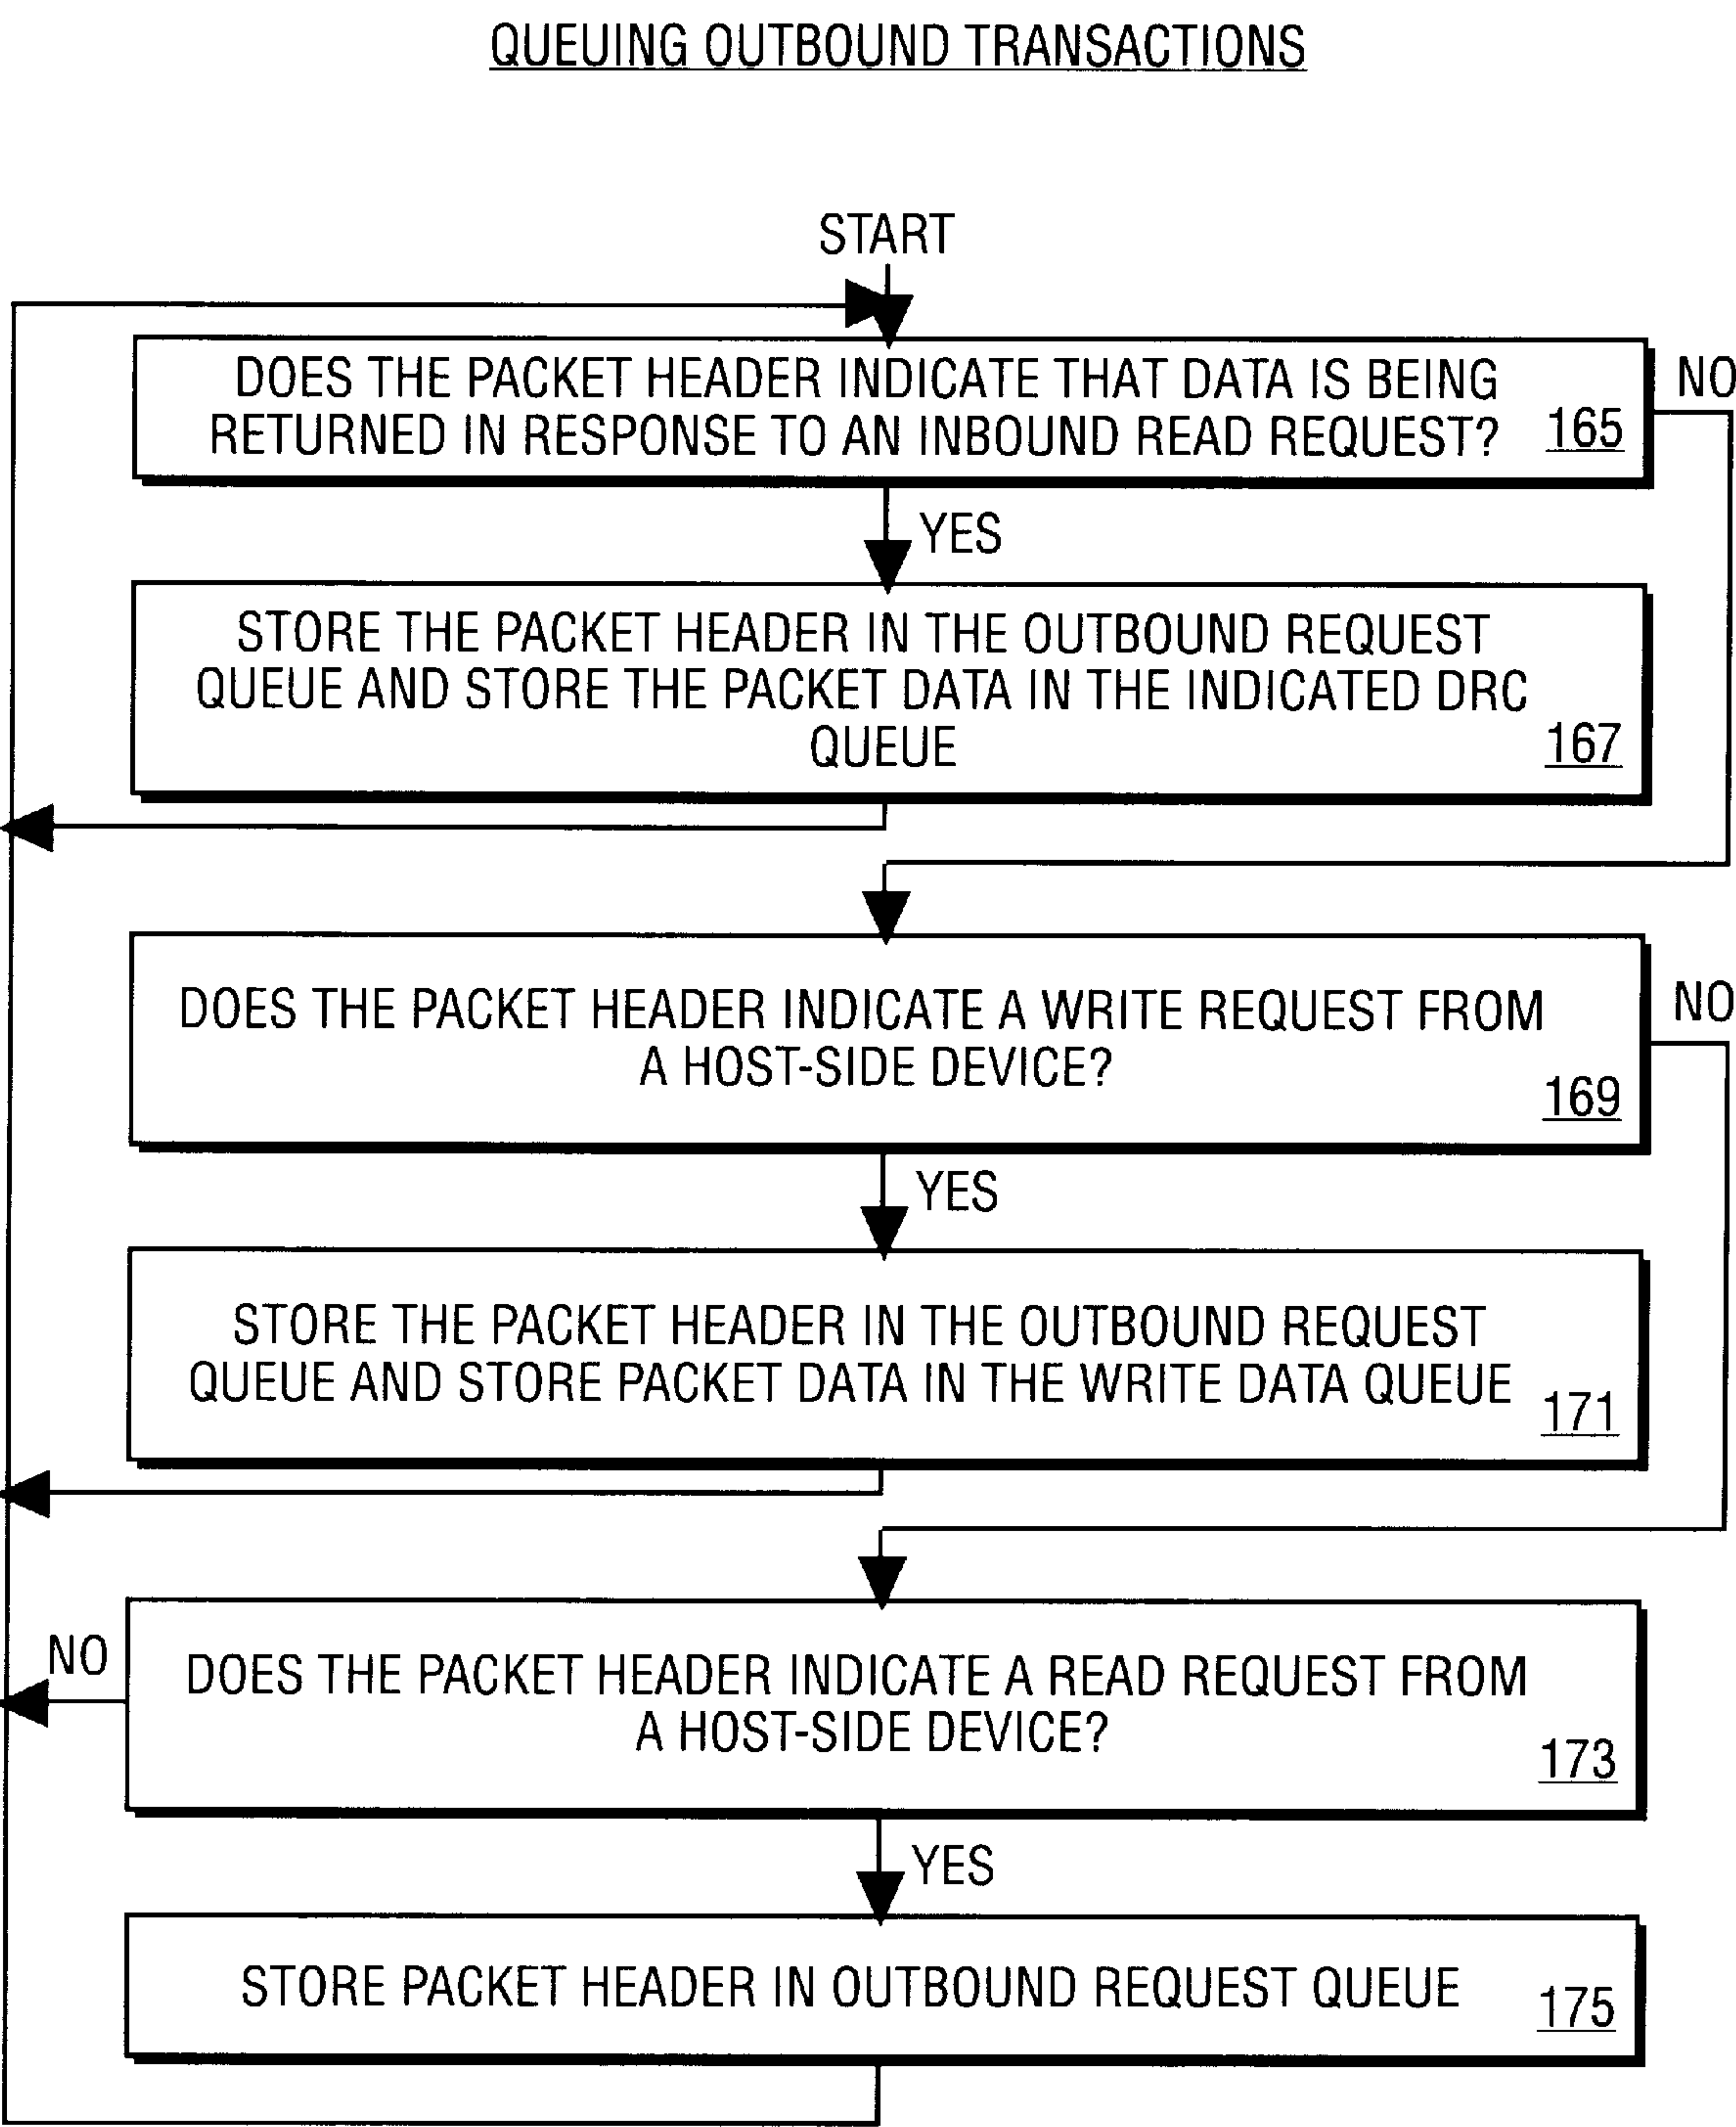 QUEUING OUTBOUND TRANSACTIONS
START
DOES THE PACKET HEADER INDICATE THAT DATA IS BEING
RETURNED IN RESPONSE TO AN INBOUND READ REQUEST?
165
NO
YES
STORE THE PACKET HEADER IN THE OUTBOUND REQUEST
QUEUE AND STORE THE PACKET DATA IN THE INDICATED DRC
QUEUE
167
DOES THE PACKET HEADER INDICATE A WRITE REQUEST FROM
A HOST-SIDE DEVICE?
169
NO
YES
STORE THE PACKET HEADER IN THE OUTBOUND REQUEST
QUEUE AND STORE PACKET DATA IN THE WRITE DATA QUEUE
171
NO
DOES THE PACKET HEADER INDICATE A READ REQUEST FROM
A HOST-SIDE DEVICE?
173
YES
STORE PACKET HEADER IN OUTBOUND REQUEST QUEUE
175